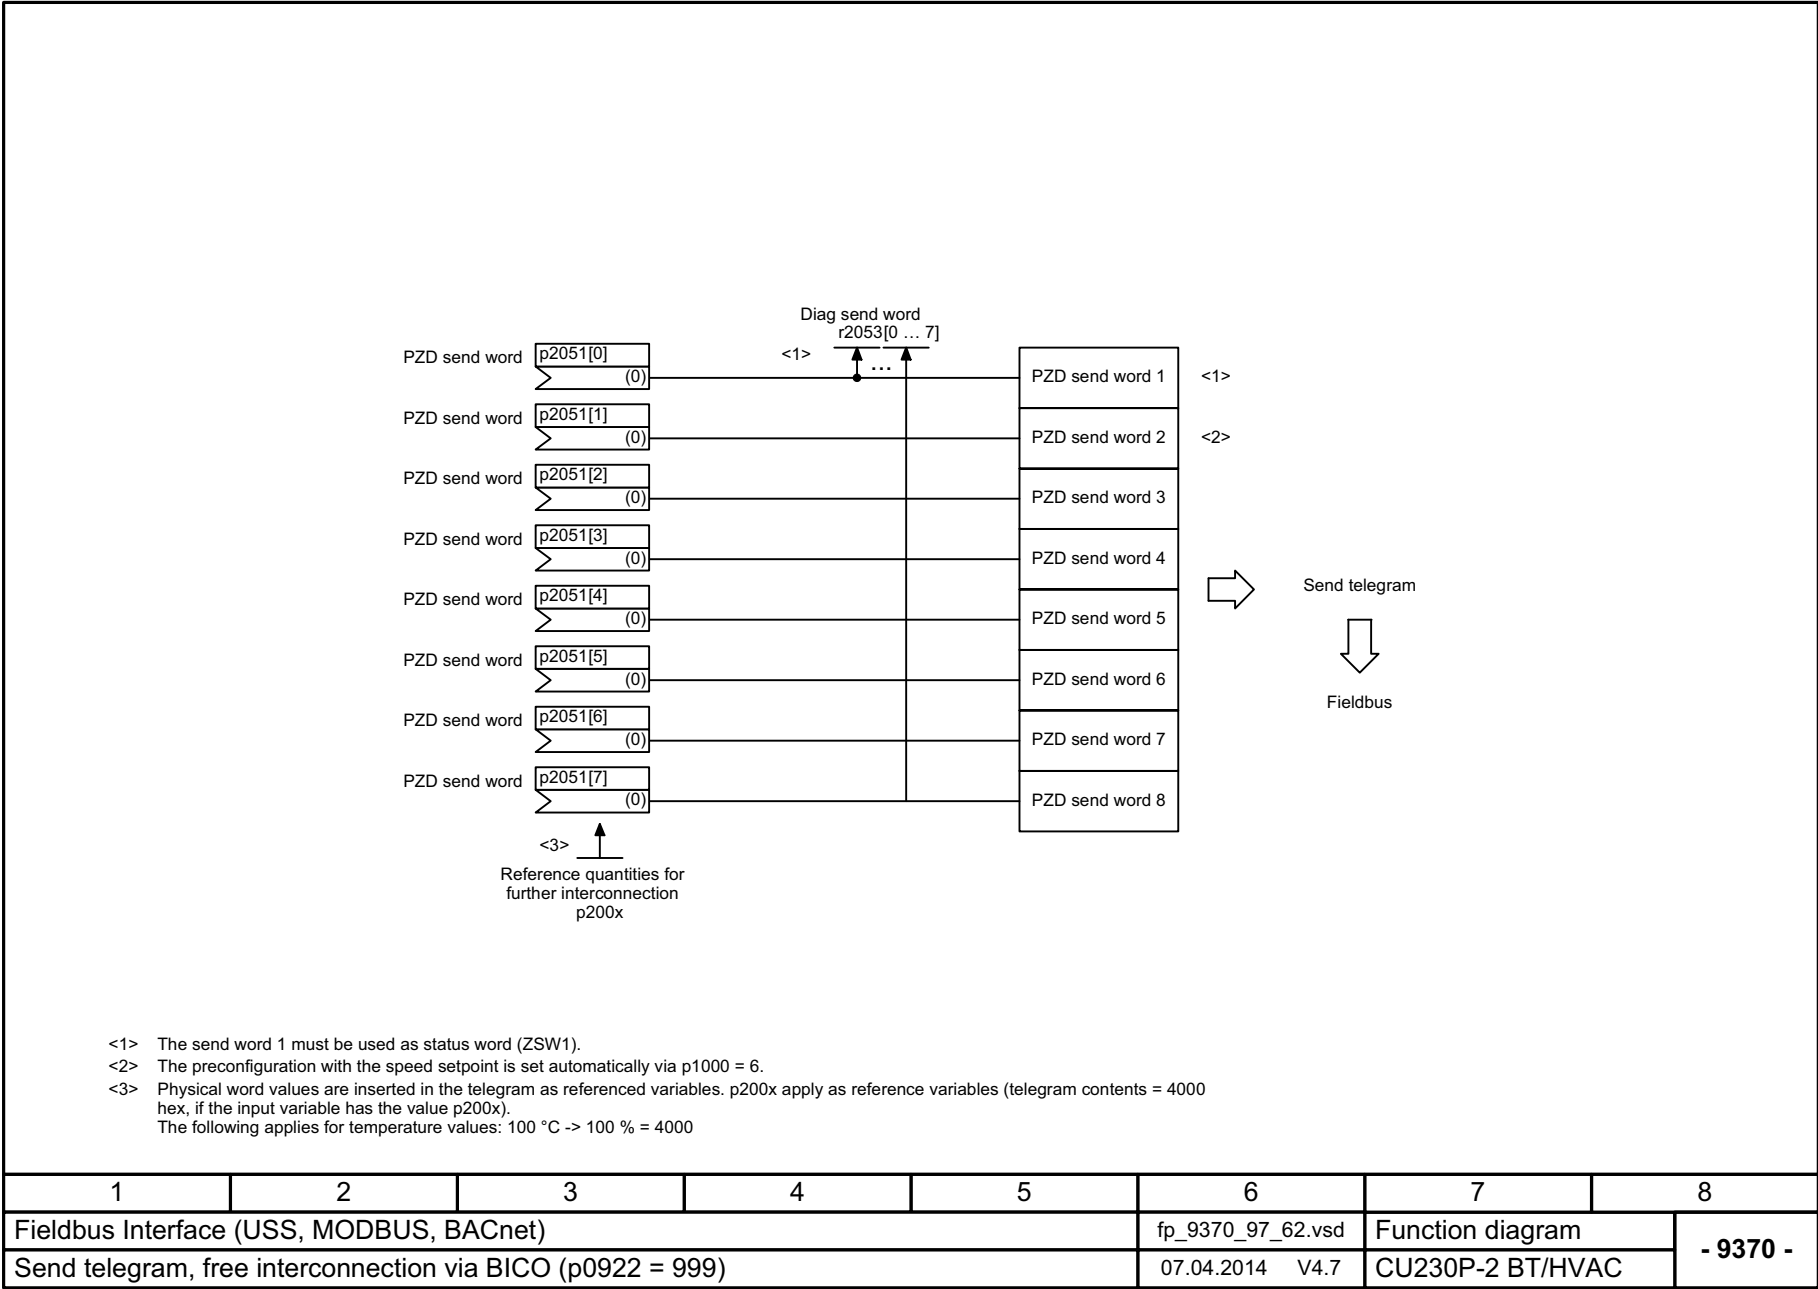 Diag send word
r2053[0 … 7]
<1>
...
PZD send word p2051[0]
(0)
PZD send word 1 <1>
PZD send word p2051[1]
(0)
PZD send word 2 <2>
PZD send word p2051[2]
(0)
PZD send word 3
PZD send word p2051[3]
(0)
PZD send word 4
PZD send word p2051[4]
(0)
PZD send word 5
PZD send word p2051[5]
(0)
PZD send word 6
PZD send word p2051[6]
(0)
PZD send word 7
PZD send word p2051[7]
(0)
PZD send word 8
Send telegram
Fieldbus
<3>
Reference quantities for
further interconnection
p200x
<1> The send word 1 must be used as status word (ZSW1).
<2> The preconfiguration with the speed setpoint is set automatically via p1000 = 6.
<3> Physical word values are inserted in the telegram as referenced variables. p200x apply as reference variables (telegram contents = 4000
hex, if the input variable has the value p200x).
The following applies for temperature values: 100 °C -> 100 % = 4000
1 2 3 4 5 6 7 8
Fieldbus Interface (USS, MODBUS, BACnet) fp_9370_97_62.vsd Function diagram
- 9370 -
Send telegram, free interconnection via BICO (p0922 = 999) 07.04.2014 V4.7 CU230P-2 BT/HVAC